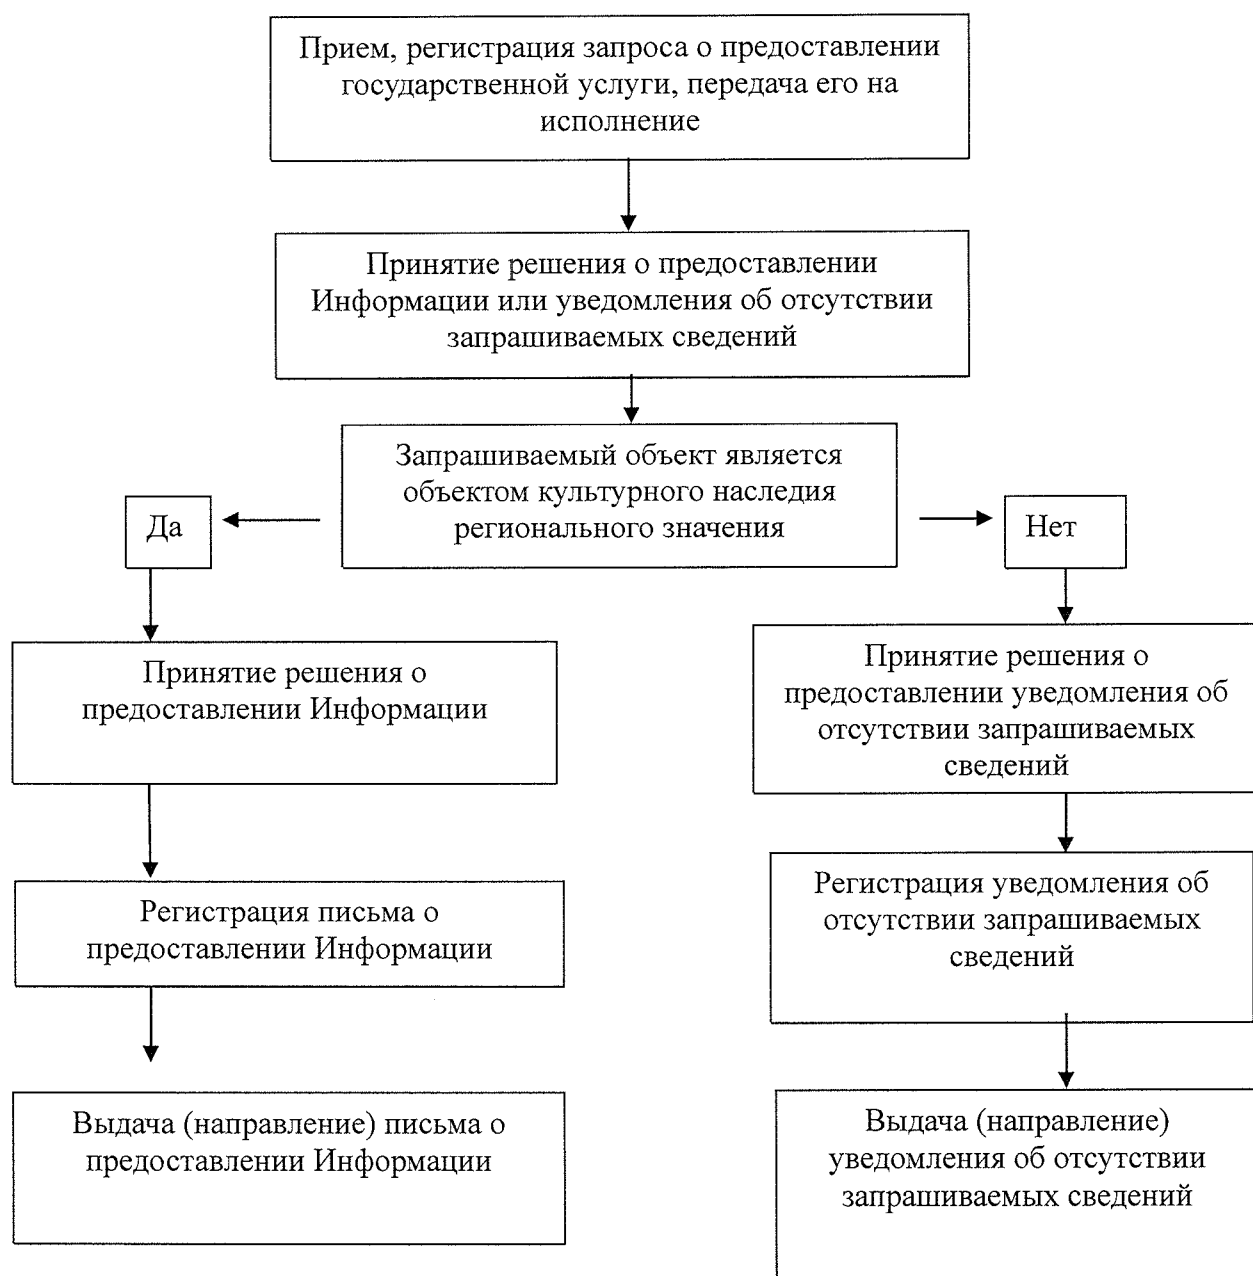 Прием, регистрация запроса о предоставлении
государственной услуги, передача его на
исполнение
Принятие решения о предоставлении
Информации или уведомления об отсутствии
запрашиваемых сведений
Запрашиваемый объект является
объектом культурного наследия
регионального значения
Да
Нет
Принятие решения о
предоставлении Информации
Регистрация письма о
предоставлении Информации
Выдача (направление) письма о
предоставлении Информации
Принятие решения о
предоставлении уведомления об
отсутствии запрашиваемых
сведений
Регистрация уведомления об
отсутствии запрашиваемых
сведений
Выдача (направление)
уведомления об отсутствии
запрашиваемых сведений